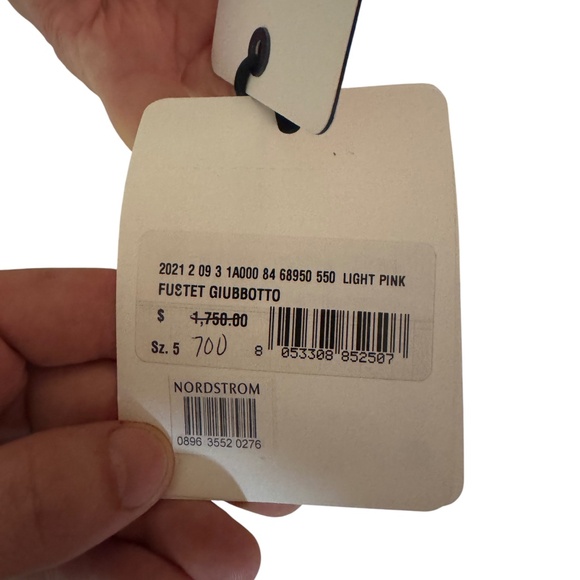 2021 2 09 3 1A000 84 68950 550 LIGHT PINK
FUSTET GIUBBOTTO
$ 1,750.00
Sz. 5 700
8 053308 852507
NORDSTROM
0896 3552 0276